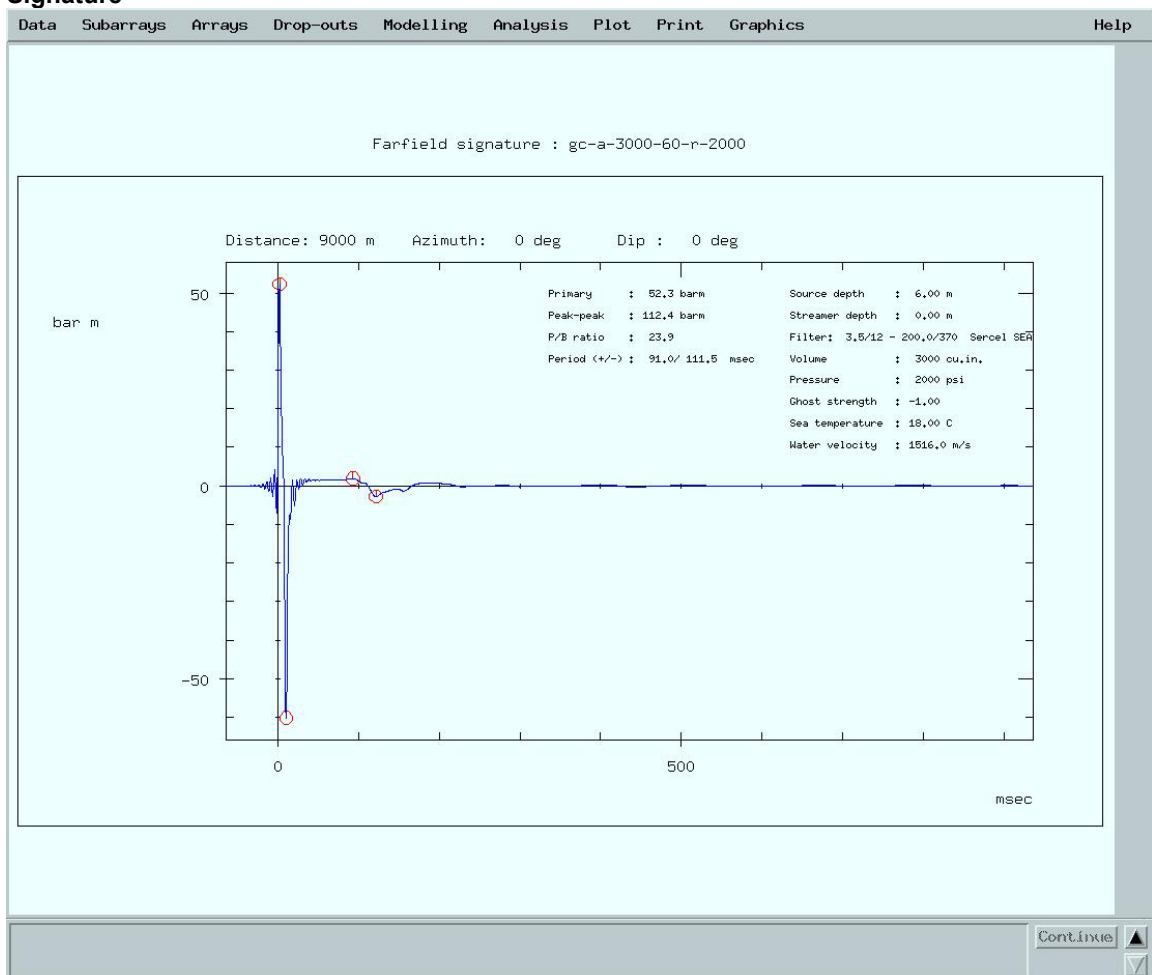 Signature
Data Subarrays Arrays Drop-outs Modelling Analysis Plot Print Graphics Help
Farfield signature : gc-a-3000-60-r-2000
Distance: 9000 m Azimuth: 0 deg Dip : 0 deg
50
bar m
0
-50
Primary : 52.3 barm
Peak-peak : 112.4 barm
P/B ratio : 23.9
Period (+/-) : 91.0/ 111.5 msec
Source depth : 6.00 m
Streamer depth : 0.00 m
Filter: 3.5/12 - 200.0/370 Sercel SEA
Volume : 3000 cu.in.
Pressure : 2000 psi
Ghost strength : -1.00
Sea temperature : 18.00 C
Water velocity : 1516.0 m/s
0 500
msec
Continue